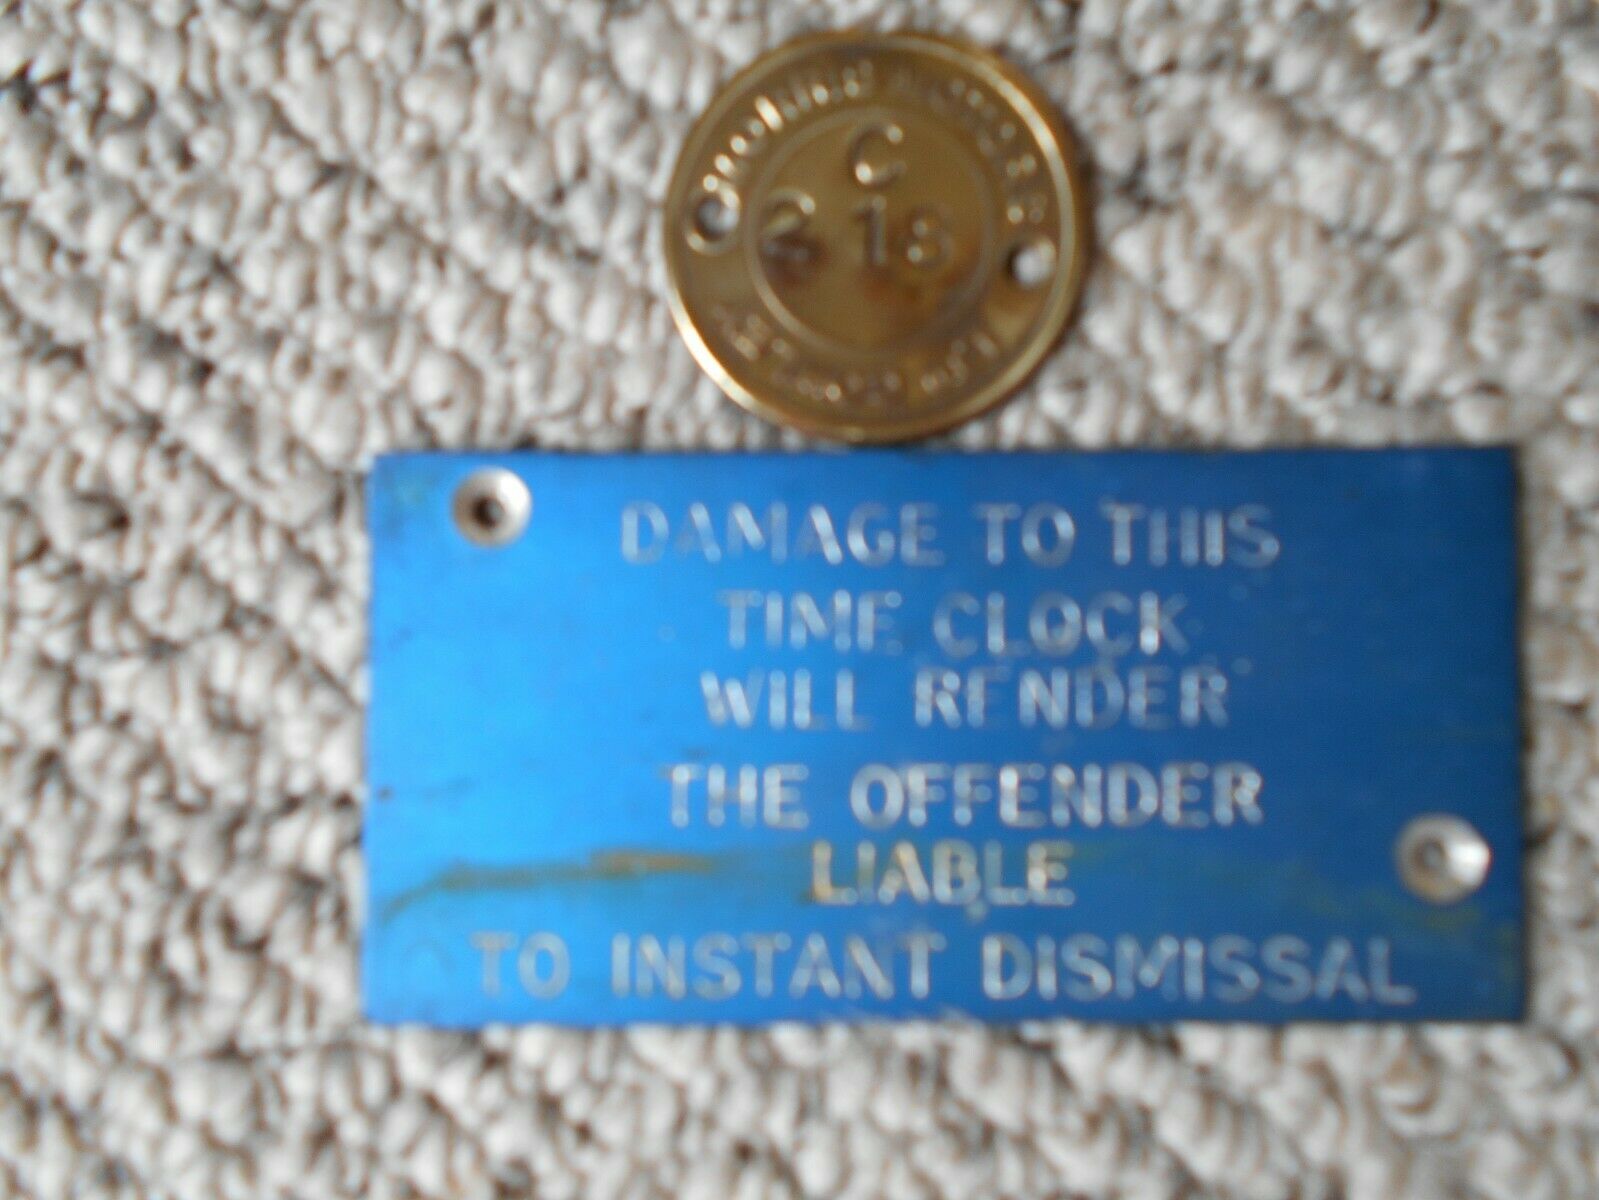 C
2 18
DAMAGE TO THIS
TIME CLOCK
WILL RENDER
THE OFFENDER
LIABLE
TO INSTANT DISMISSAL